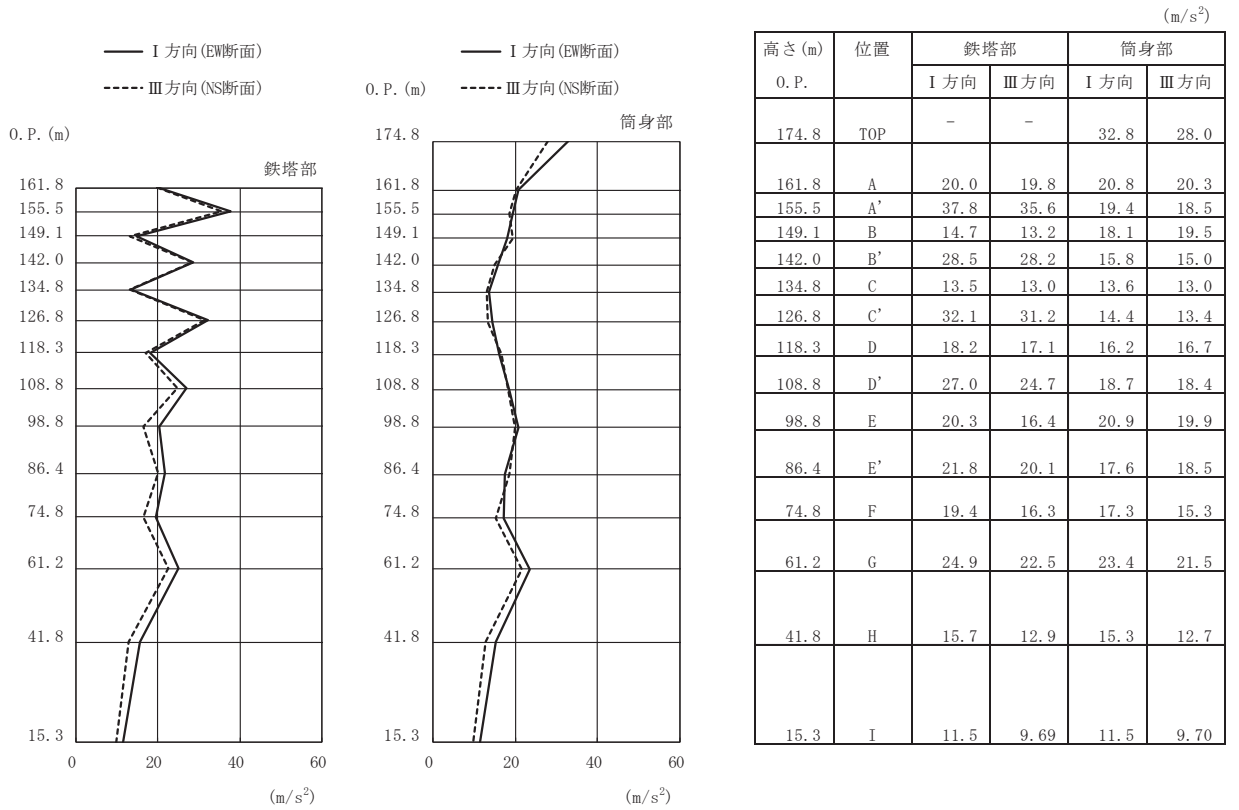 ── Ⅰ方向(EW断面)
----- Ⅲ方向(NS断面)
O.P.(m)
鉄塔部
161.8
155.5
149.1
142.0
134.8
126.8
118.3
108.8
98.8
86.4
74.8
61.2
41.8
15.3
0 20 40 60
(m/s²)
── Ⅰ方向(EW断面)
O.P.(m) ----- Ⅲ方向(NS断面)
筒身部
174.8
161.8
155.5
149.1
142.0
134.8
126.8
118.3
108.8
98.8
86.4
74.8
61.2
41.8
15.3
0 20 40 60
(m/s²)
(m/s²)
高さ(m) 位置 鉄塔部 筒身部
O.P. Ⅰ方向 Ⅲ方向 Ⅰ方向 Ⅲ方向
174.8 TOP － － 32.8 28.0
161.8 A 20.0 19.8 20.8 20.3
155.5 A' 37.8 35.6 19.4 18.5
149.1 B 14.7 13.2 18.1 19.5
142.0 B' 28.5 28.2 15.8 15.0
134.8 C 13.5 13.0 13.6 13.0
126.8 C' 32.1 31.2 14.4 13.4
118.3 D 18.2 17.1 16.2 16.7
108.8 D' 27.0 24.7 18.7 18.4
98.8 E 20.3 16.4 20.9 19.9
86.4 E' 21.8 20.1 17.6 18.5
74.8 F 19.4 16.3 17.3 15.3
61.2 G 24.9 22.5 23.4 21.5
41.8 H 15.7 12.9 15.3 12.7
15.3 I 11.5 9.69 11.5 9.70